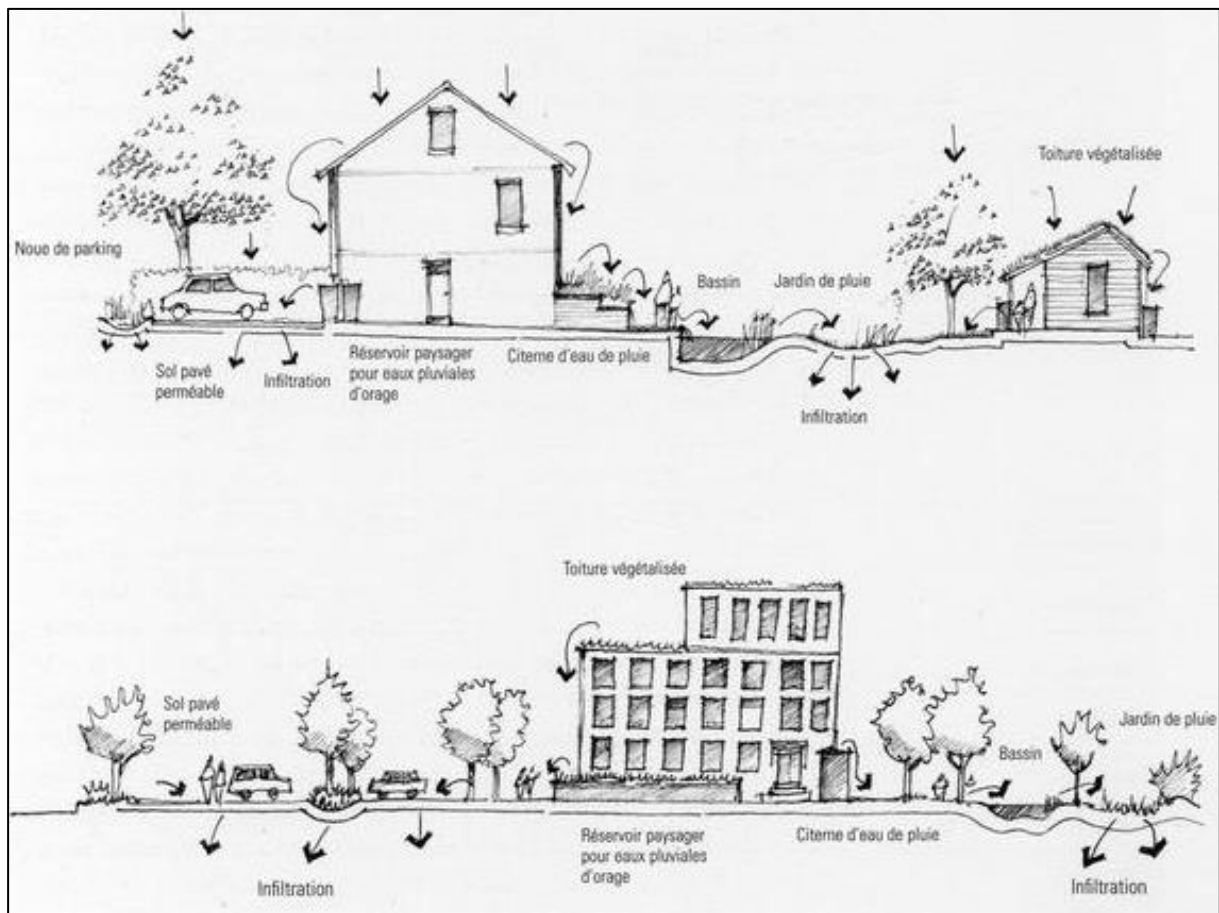 Toiture végétalisée
Noue de parking
Bassin
Jardin de pluie
Sol pavé
perméable
Infiltration
Réservoir paysager
pour eaux pluviales
d'orage
Citerne d'eau de pluie
Infiltration
Toiture végétalisée
Sol pavé
perméable
Jardin de pluie
Bassin
Réservoir paysager
pour eaux pluviales
d'orage
Citerne d'eau de pluie
Infiltration
Infiltration